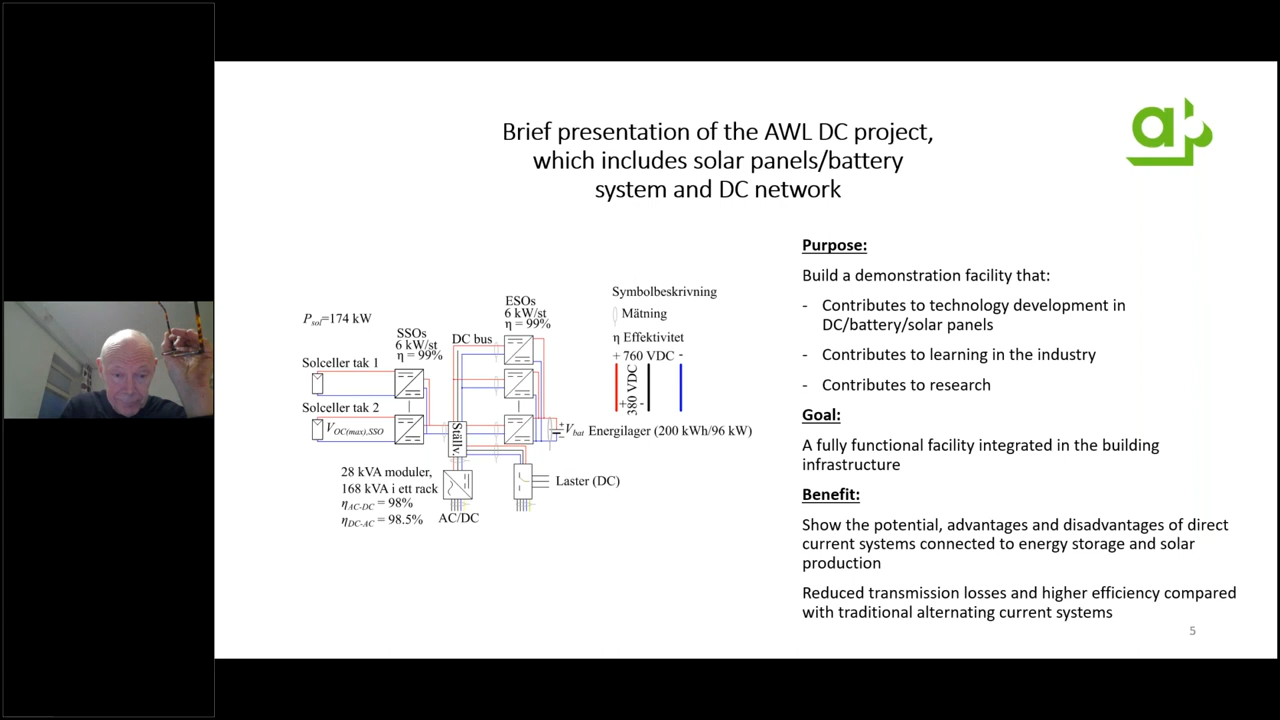 Brief presentation of the AWL DC project,
which includes solar panels/battery
system and DC network
ap
Purpose:
Build a demonstration facility that:
- Contributes to technology development in
DC/battery/solar panels
- Contributes to learning in the industry
- Contributes to research
Goal:
A fully functional facility integrated in the building
infrastructure
Benefit:
Show the potential, advantages and disadvantages of direct
current systems connected to energy storage and solar
production
Reduced transmission losses and higher efficiency compared
with traditional alternating current systems
5
Psol=174 kW
SSOs
6 kW/st
η = 99%
Solceller tak 1
Solceller tak 2
VOC(max),SSO
DC bus
ESOs
6 kW/st
η = 99%
Symbolbeskrivning
Mätning
η Effektivitet
+ 760 VDC -
380 VDC
+ -
Ställv.
+
–
Vbat Energilager (200 kWh/96 kW)
28 kVA moduler,
168 kVA i ett rack
ηAC-DC = 98%
ηDC-AC = 98.5%
AC/DC
Laster (DC)